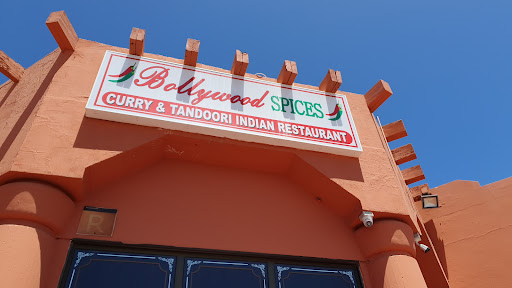 Bollywood SPICES
CURRY & TANDOORI INDIAN RESTAURANT
R